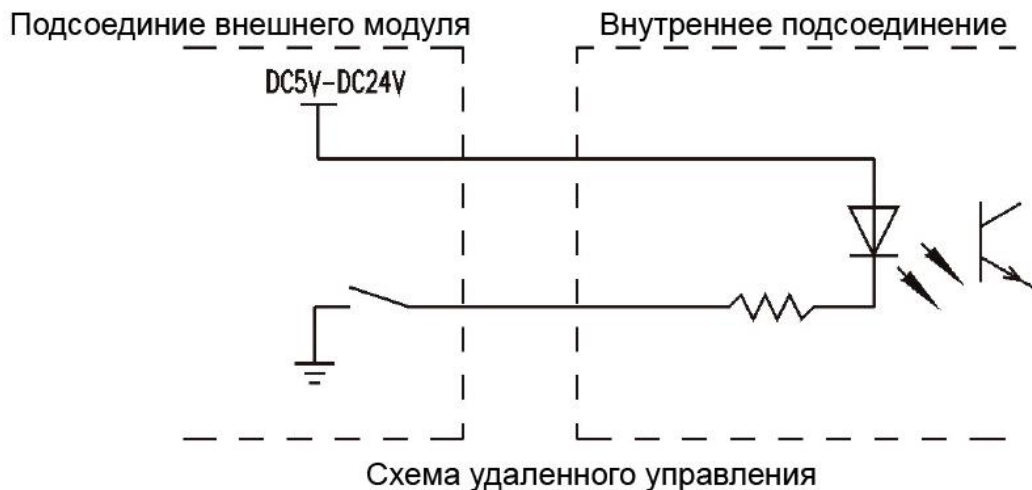 Подсоединие внешнего модуля
Внутреннее подсоединение
DC5V-DC24V
Схема удаленного управления